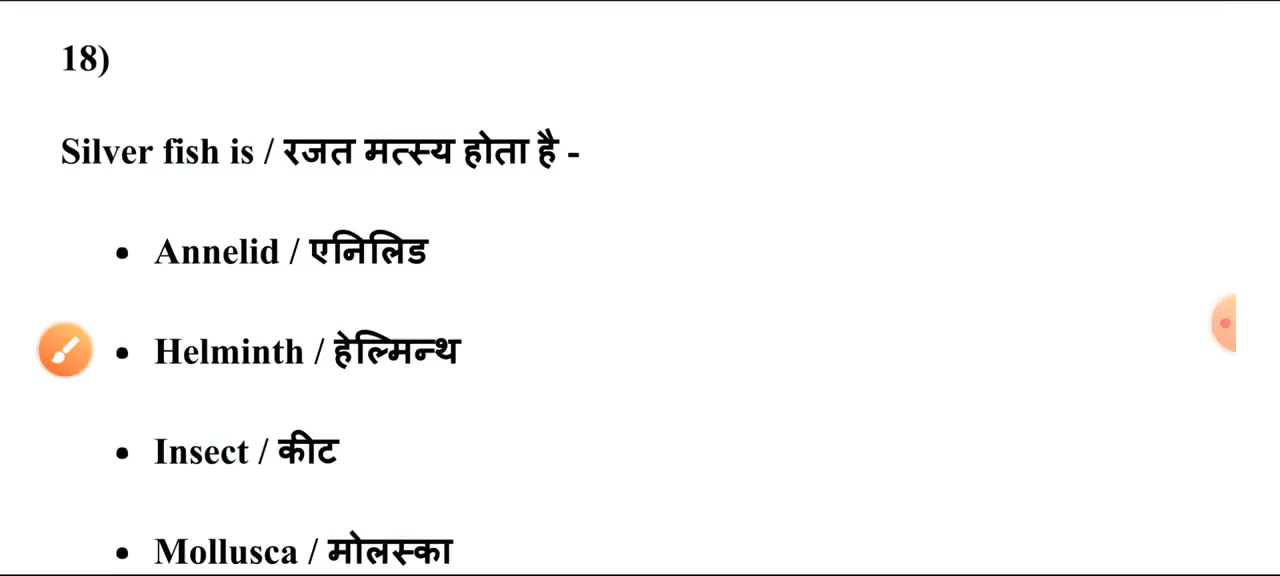 18)
Silver fish is / रजत मत्स्य होता है -
• Annelid / एनिलिड
• Helminth / हेल्मिन्थ
• Insect / कीट
• Mollusca / मोलस्का